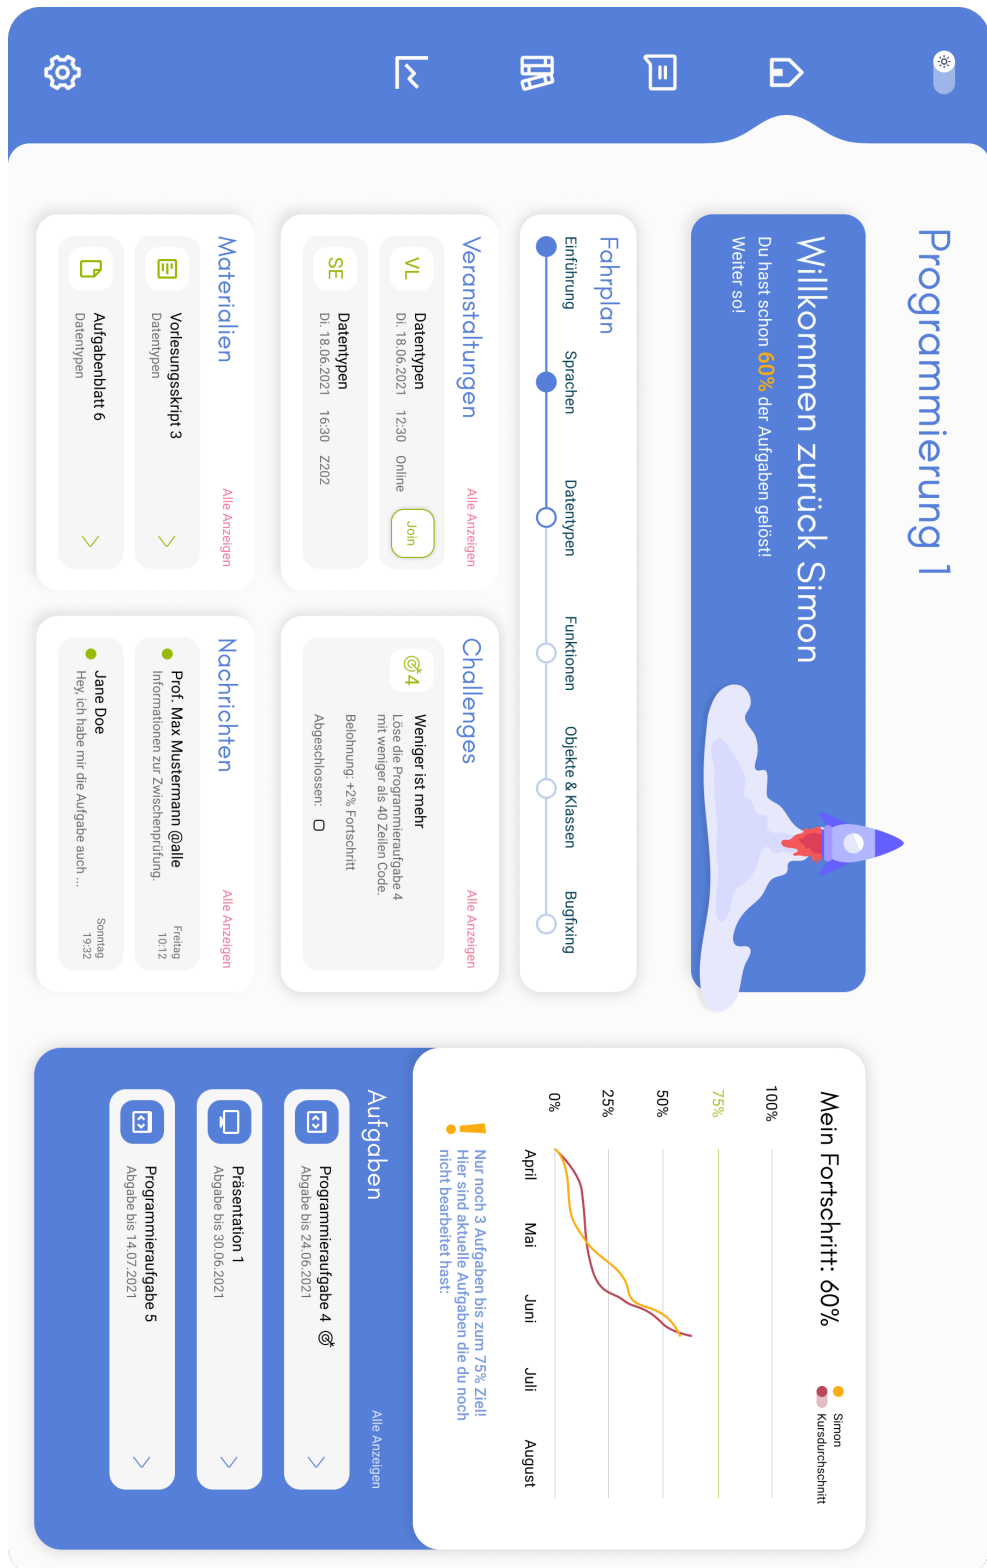 Programmierung 1
Willkommen zurück Simon
Du hast schon 60% der Aufgaben gelöst!
Weiter so!
Fahrplan
Einführung
Sprachen
Datentypen
Funktionen
Objekte & Klassen
Bugfixing
Veranstaltungen
Alle Anzeigen
VL
Datentypen
Di. 18.06.2021 12:30 Online
Join
SE
Datentypen
Di. 18.06.2021 16:30 Z202
Challenges
Alle Anzeigen
4
Weniger ist mehr
Löse die Programmieraufgabe 4
mit weniger als 40 Zeilen Code.
Belohnung: +2% Fortschritt
Abgeschlossen:
Materialien
Alle Anzeigen
Vorlesungsskript 3
Datentypen
Aufgabenblatt 6
Datentypen
Nachrichten
Alle Anzeigen
Prof. Max Mustermann @alle
Informationen zur Zwischenprüfung.
Freitag
10:12
Jane Doe
Hey, ich habe mir die Aufgabe auch ...
Sonntag
19:32
Mein Fortschritt: 60%
Simon
Kursdurchschnitt
100%
75%
50%
25%
0%
April
Mai
Juni
Juli
August
Nur noch 3 Aufgaben bis zum 75% Ziel!
Hier sind aktuelle Aufgaben die du noch
nicht bearbeitet hast:
Aufgaben
Alle Anzeigen
Programmieraufgabe 4
Abgabe bis 24.06.2021
Präsentation 1
Abgabe bis 30.06.2021
Programmieraufgabe 5
Abgabe bis 14.07.2021